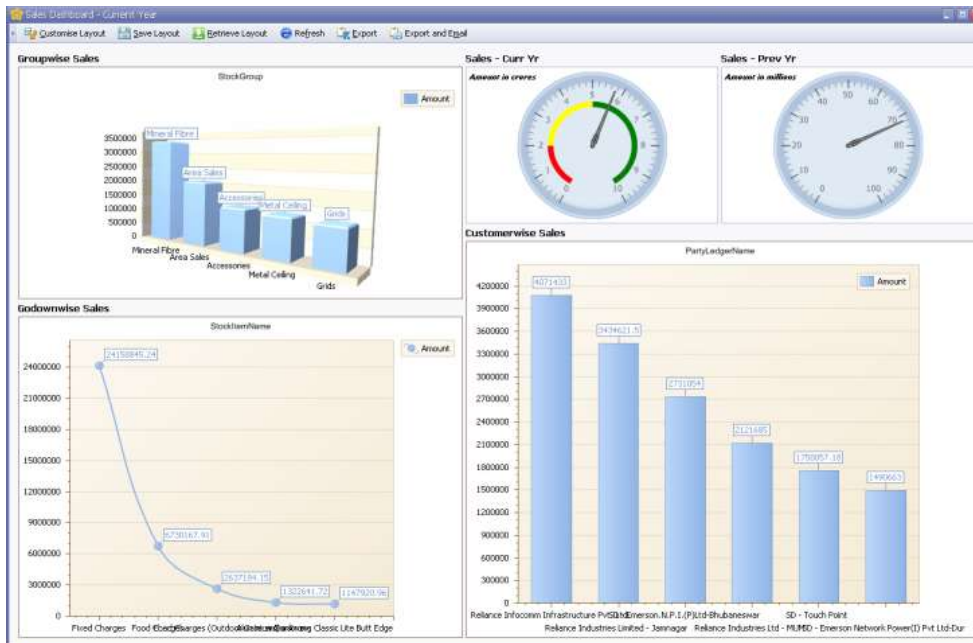 Sales Dashboard - Current Year
Customise Layout Save Layout Retrieve Layout Refresh Export Export and Email
Groupwise Sales
StockGroup
Amount
3500000
3000000
2500000
2000000
1500000
1000000
500000
0
Mineral Fibre
Area Sales
Accessories
Metal Ceiling
Grids
Mineral Fibre
Area Sales
Accessories
Metal Ceiling
Grids
Sales - Curr Yr
Amount in crores
0 1 2 3 4 5 6 7 8 9 10
Sales - Prev Yr
Amount in millions
0 10 20 30 40 50 60 70 80 90 100
Godownwise Sales
StockItemName
Amount
24000000
21000000
18000000
15000000
12000000
9000000
6000000
3000000
0
24158845.24
6730167.91
2637184.15
1322641.72
1147920.96
Fixed Charges
Classic Lite Butt Edge
Customerwise Sales
PartyLedgerName
Amount
4200000
3900000
3600000
3300000
3000000
2700000
2400000
2100000
1800000
1500000
1200000
900000
600000
300000
0
4071433
3434621.5
2731054
2121685
1750057.18
1490663
Reliance Infocomm Infrastructure Emerson.N.P.I.(P)Ltd-Bhubaneswar SD - Touch Point
Reliance Industries Limited - Jamnagar Reliance Industries Ltd - Emerson Network Power(I) Pvt Ltd-Dur